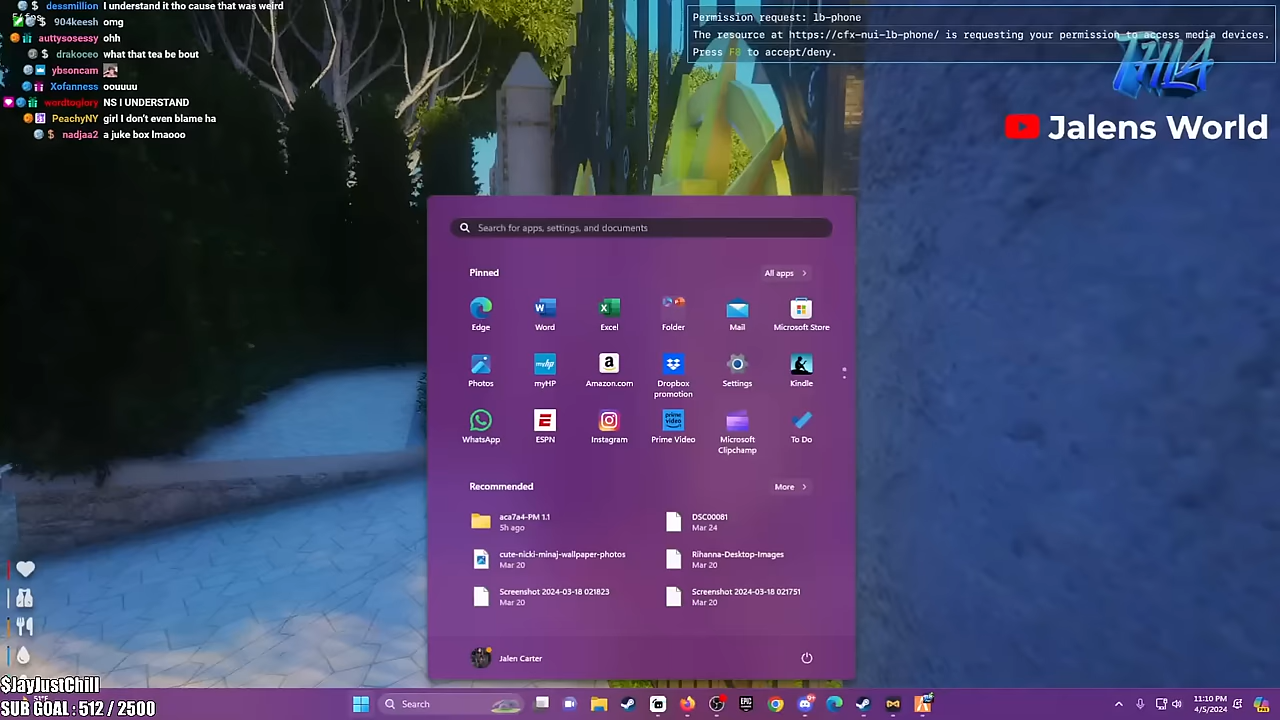 dessmillion I understand it tho cause that was weird
904keesh omg
auttysosessy ohh
drakoceo what that tea be bout
ybsoncam
Xofanness oouuuu
wordtoglory NS I UNDERSTAND
PeachyNY girl I don't even blame ha
nadjaa2 a juke box lmaooo
Permission request: lb-phone
The resource at https://cfx-nui-lb-phone/ is requesting your permission to access media devices.
Press F8 to accept/deny.
Jalens World
Search for apps, settings, and documents
Pinned
All apps
Edge
Word
Excel
Folder
Mail
Microsoft Store
Photos
myHP
Amazon.com
Dropbox promotion
Settings
Kindle
WhatsApp
ESPN
Instagram
Prime Video
Microsoft Clipchamp
To Do
Recommended
More
aca7a4-PM 1.1
5h ago
DSC00081
Mar 24
cute-nicki-minaj-wallpaper-photos
Mar 20
Rihanna-Desktop-Images
Mar 20
Screenshot 2024-03-18 021823
Mar 20
Screenshot 2024-03-18 021751
Mar 20
Jalen Carter
$JayJustChill
SUB GOAL : 512 / 2500
Search
11:10 PM
4/5/2024